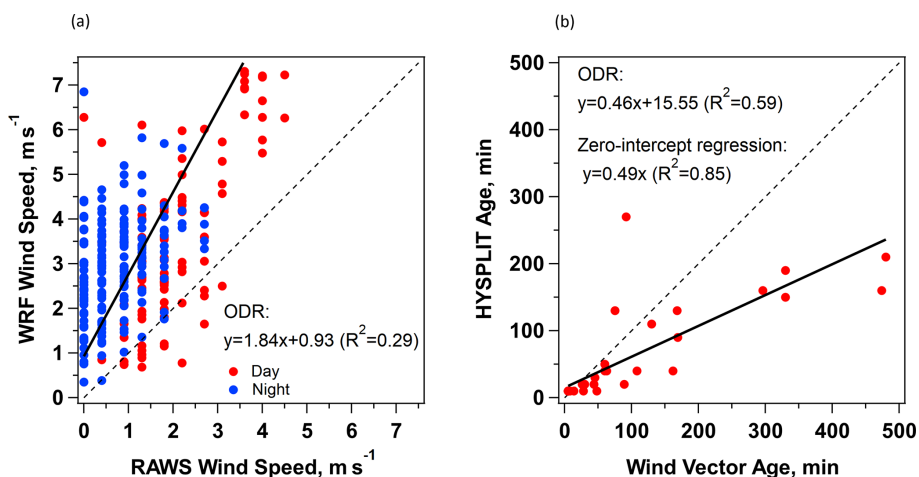 (a)
WRF Wind Speed, m s⁻¹
7
6
5
4
3
2
1
0
ODR:
y=1.84x+0.93 (R²=0.29)
Day
Night
0 1 2 3 4 5 6 7
RAWS Wind Speed, m s⁻¹
(b)
HYSPLIT Age, min
500
400
300
200
100
0
ODR:
y=0.46x+15.55 (R²=0.59)
Zero-intercept regression:
y=0.49x (R²=0.85)
0 100 200 300 400 500
Wind Vector Age, min